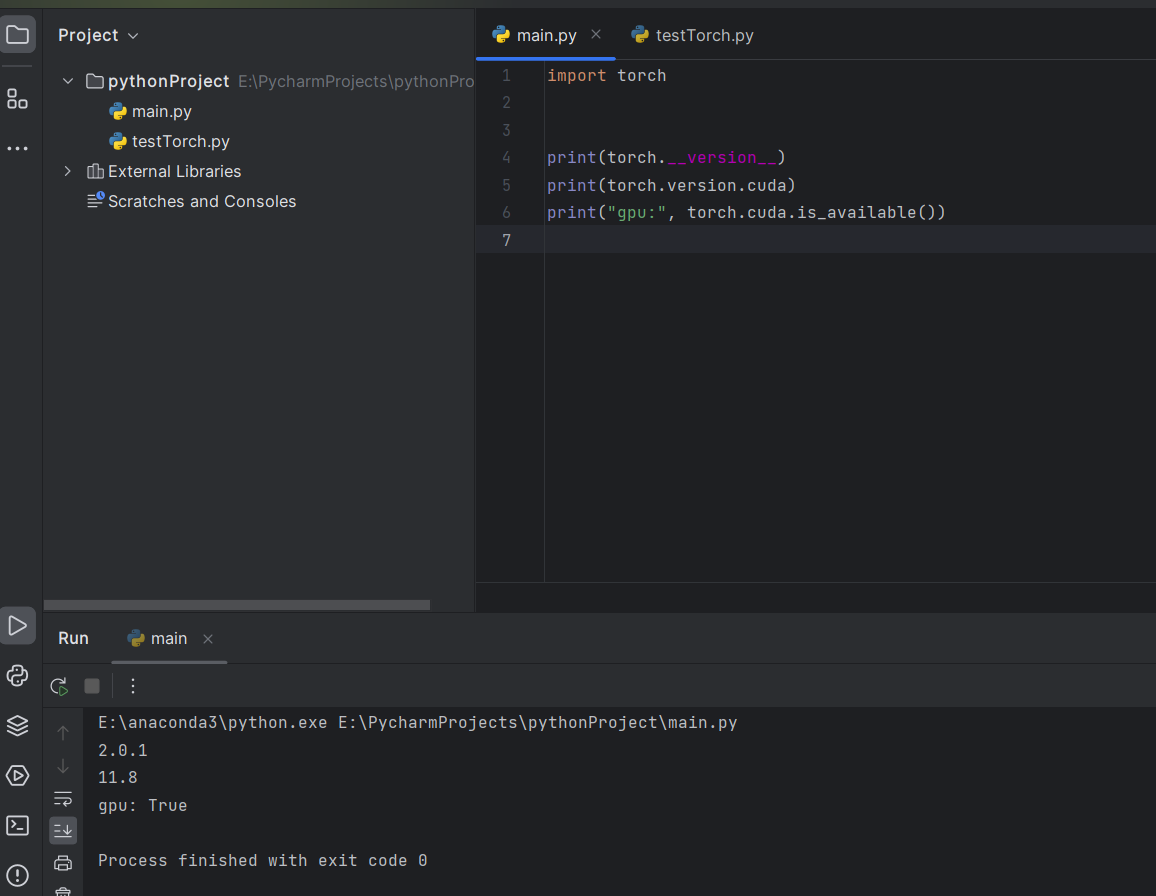 Project
main.py
testTorch.py
pythonProject E:\PycharmProjects\pythonPro
main.py
testTorch.py
External Libraries
Scratches and Consoles
1 import torch
2
3
4 print(torch.__version__)
5 print(torch.version.cuda)
6 print("gpu:", torch.cuda.is_available())
7
Run
main
E:\anaconda3\python.exe E:\PycharmProjects\pythonProject\main.py
2.0.1
11.8
gpu: True
Process finished with exit code 0